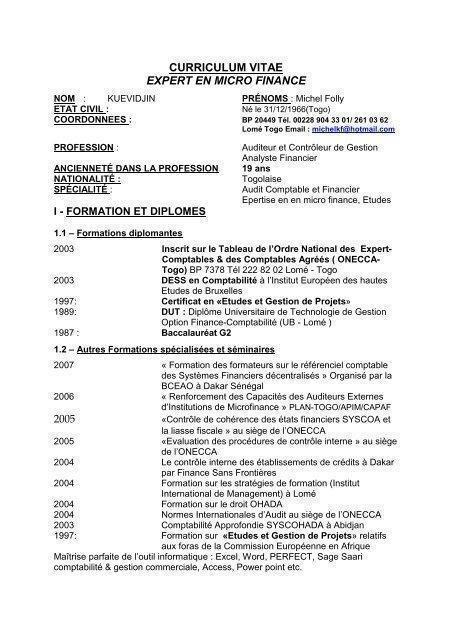 CURRICULUM VITAE
EXPERT EN MICRO FINANCE
NOM : KUEVIDJIN PRÉNOMS : Michel Folly
ETAT CIVIL : Né le 31/12/1966(Togo)
COORDONNEES : BP 20449 Tél. 00228 904 33 01/ 261 03 62
Lomé Togo Email : michelkf@hotmail.com
PROFESSION : Auditeur et Contrôleur de Gestion
Analyste Financier
ANCIENNETÉ DANS LA PROFESSION 19 ans
NATIONALITÉ : Togolaise
SPÉCIALITÉ : Audit Comptable et Financier
Epertise en en micro finance, Etudes
I - FORMATION ET DIPLOMES
1.1 – Formations diplomantes
2003 Inscrit sur le Tableau de l'Ordre National des Expert-
Comptables & des Comptables Agréés ( ONECCA-
Togo) BP 7378 Tél 222 82 02 Lomé - Togo
2003 DESS en Comptabilité à l'Institut Européen des hautes
Etudes de Bruxelles
1997: Certificat en «Etudes et Gestion de Projets»
1989: DUT : Diplôme Universitaire de Technologie de Gestion
Option Finance-Comptabilité (UB - Lomé )
1987 : Baccalauréat G2
1.2 – Autres Formations spécialisées et séminaires
2007 « Formation des formateurs sur le référenciel comptable
des Systèmes Financiers décentralisés » Organisé par la
BCEAO à Dakar Sénégal
2006 « Renforcement des Capacités des Auditeurs Externes
d'Institutions de Microfinance » PLAN-TOGO/APIM/CAPAF
2005 «Contrôle de cohérence des états financiers SYSCOA et
la liasse fiscale » au siège de l'ONECCA
2005 «Evaluation des procédures de contrôle interne » au siège
de l'ONECCA
2004 Le contrôle interne des établissements de crédits à Dakar
par Finance Sans Frontières
2004 Formation sur les stratégies de formation (Institut
International de Management) à Lomé
2004 Formation sur le droit OHADA
2004 Normes Internationales d'Audit au siège de l'ONECCA
2003 Comptabilité Approfondie SYSCOHADA à Abidjan
1997: Formation sur «Etudes et Gestion de Projets» relatifs
aux foras de la Commission Européenne en Afrique
Maîtrise parfaite de l'outil informatique : Excel, Word, PERFECT, Sage Saari
comptabilité & gestion commerciale, Access, Power point etc.